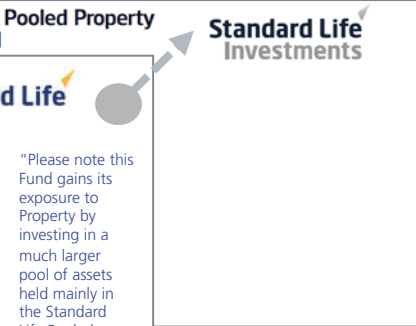 Pooled Property
Standard Life
Investments
d Life
"Please note this
Fund gains its
exposure to
Property by
investing in a
much larger
pool of assets
held mainly in
the Standard